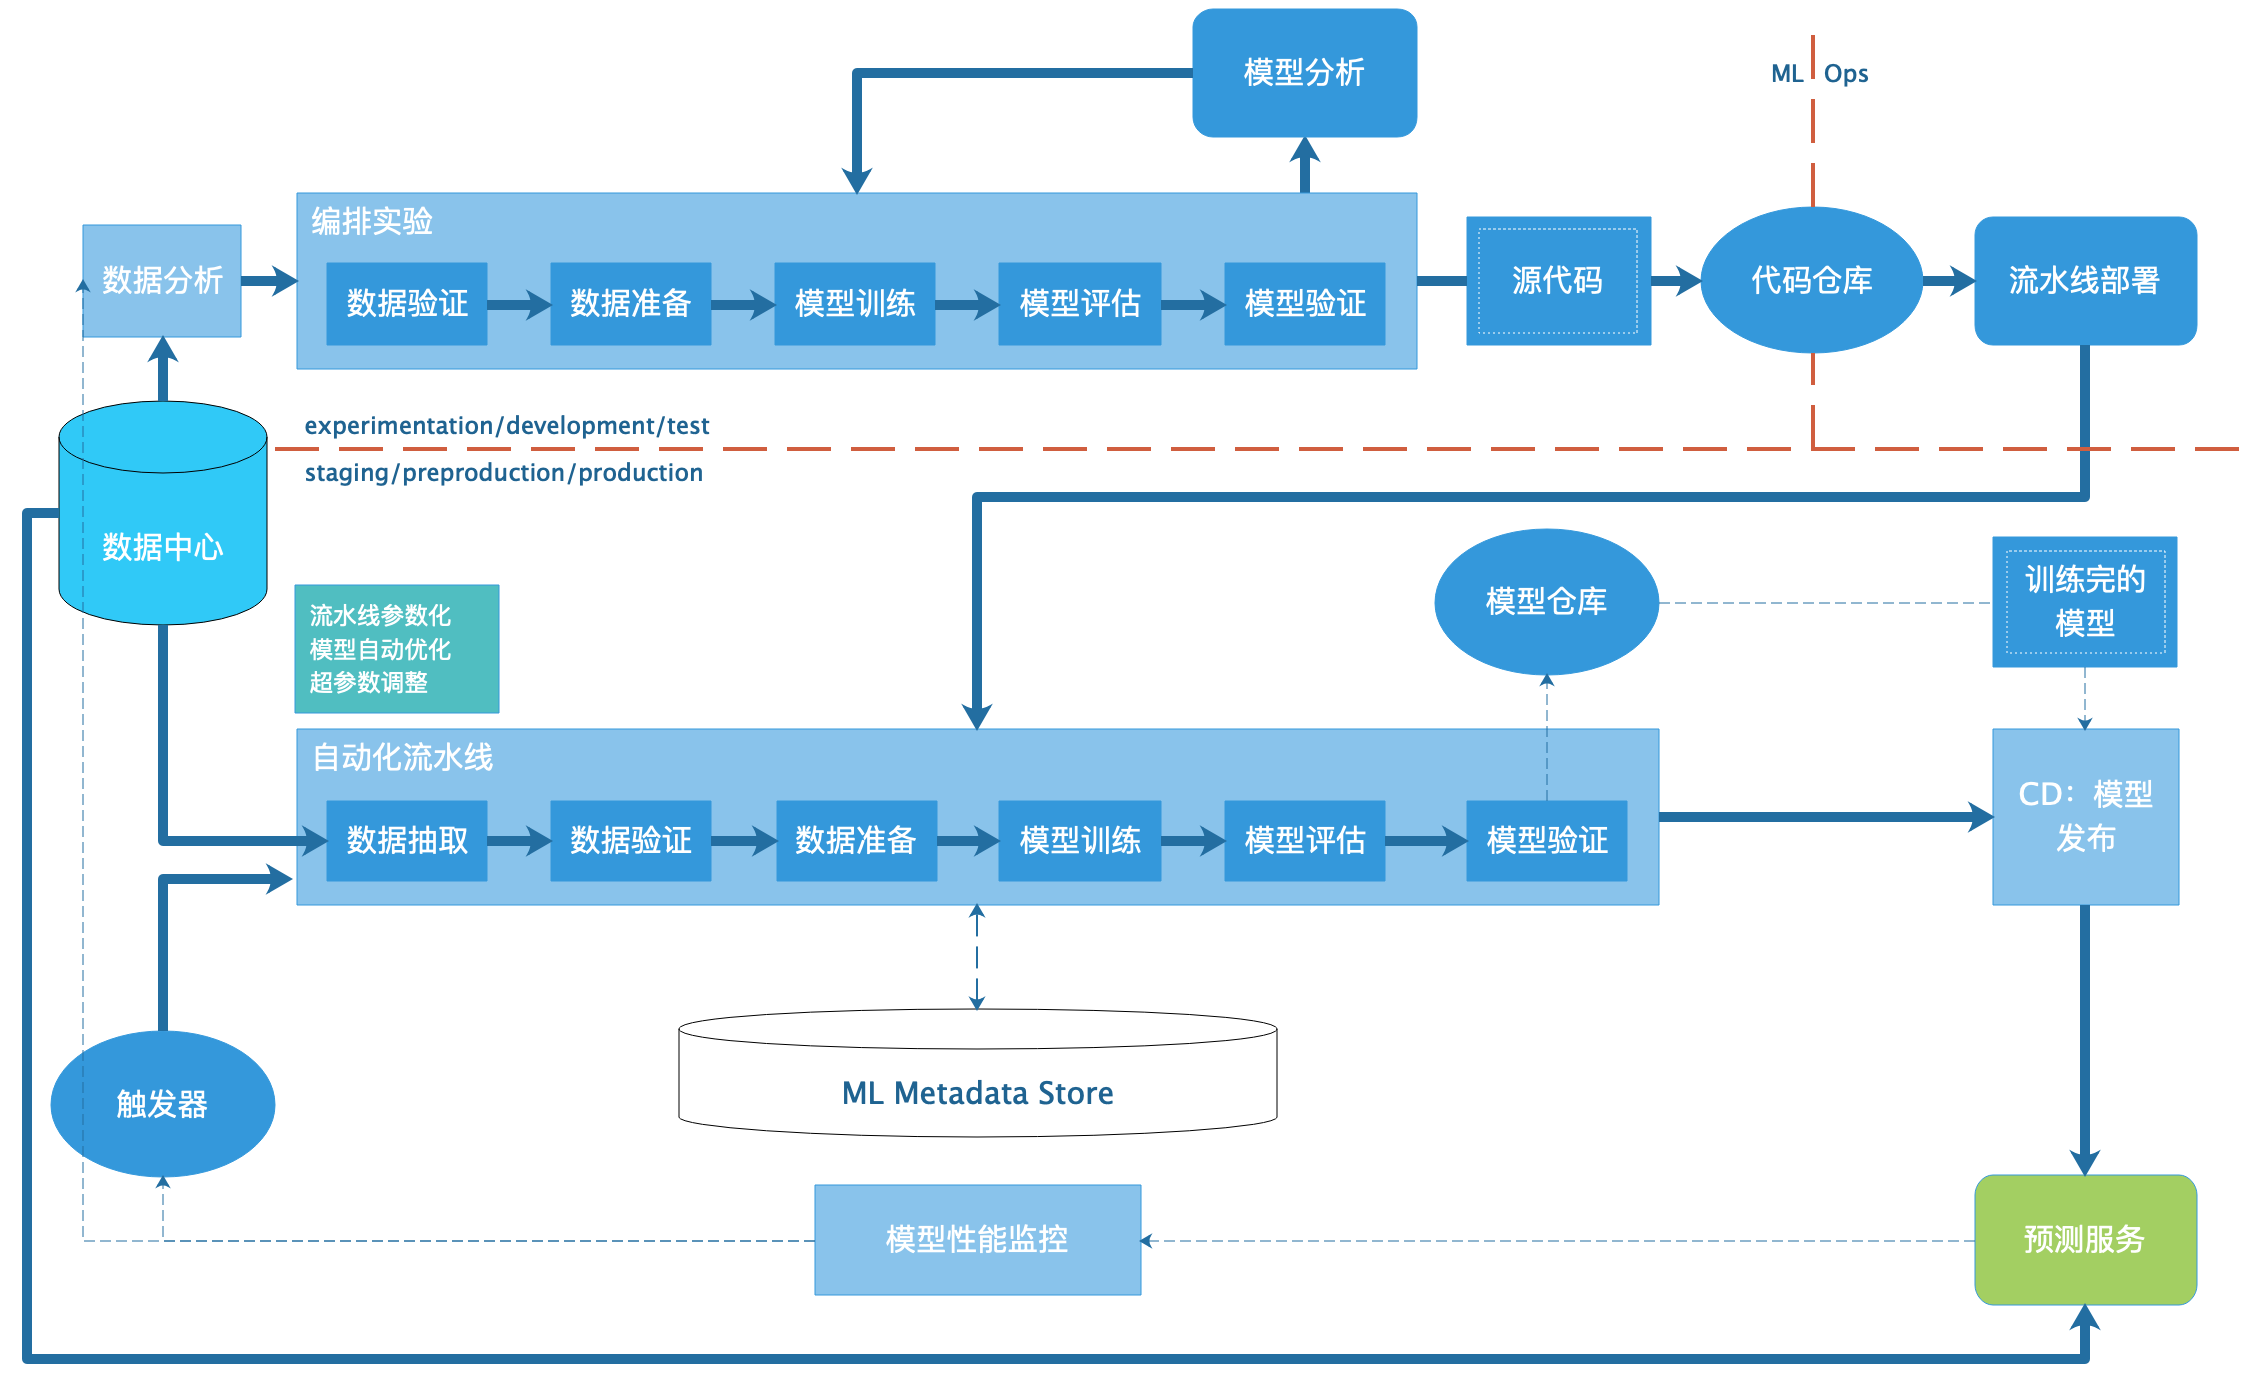 模型分析
ML
Ops
编排实验
数据分析
数据验证
数据准备
模型训练
模型评估
模型验证
源代码
代码仓库
流水线部署
experimentation/development/test
staging/preproduction/production
数据中心
流水线参数化
模型自动优化
超参数调整
模型仓库
训练完的
模型
自动化流水线
数据抽取
数据验证
数据准备
模型训练
模型评估
模型验证
CD：模型
发布
触发器
ML Metadata Store
模型性能监控
预测服务